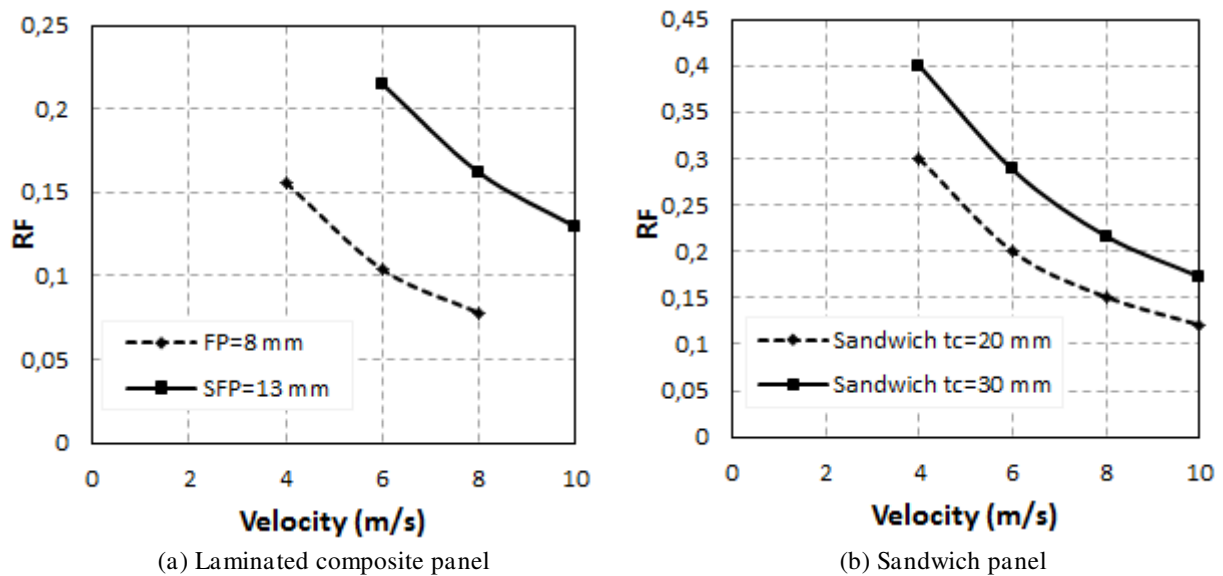 0,25
0,2
0,15
0,1
0,05
0
RF
FP=8 mm
SFP=13 mm
0 2 4 6 8 10
Velocity (m/s)
(a) Laminated composite panel
0,45
0,4
0,35
0,3
0,25
0,2
0,15
0,1
0,05
0
RF
Sandwich tc=20 mm
Sandwich tc=30 mm
0 2 4 6 8 10
Velocity (m/s)
(b) Sandwich panel